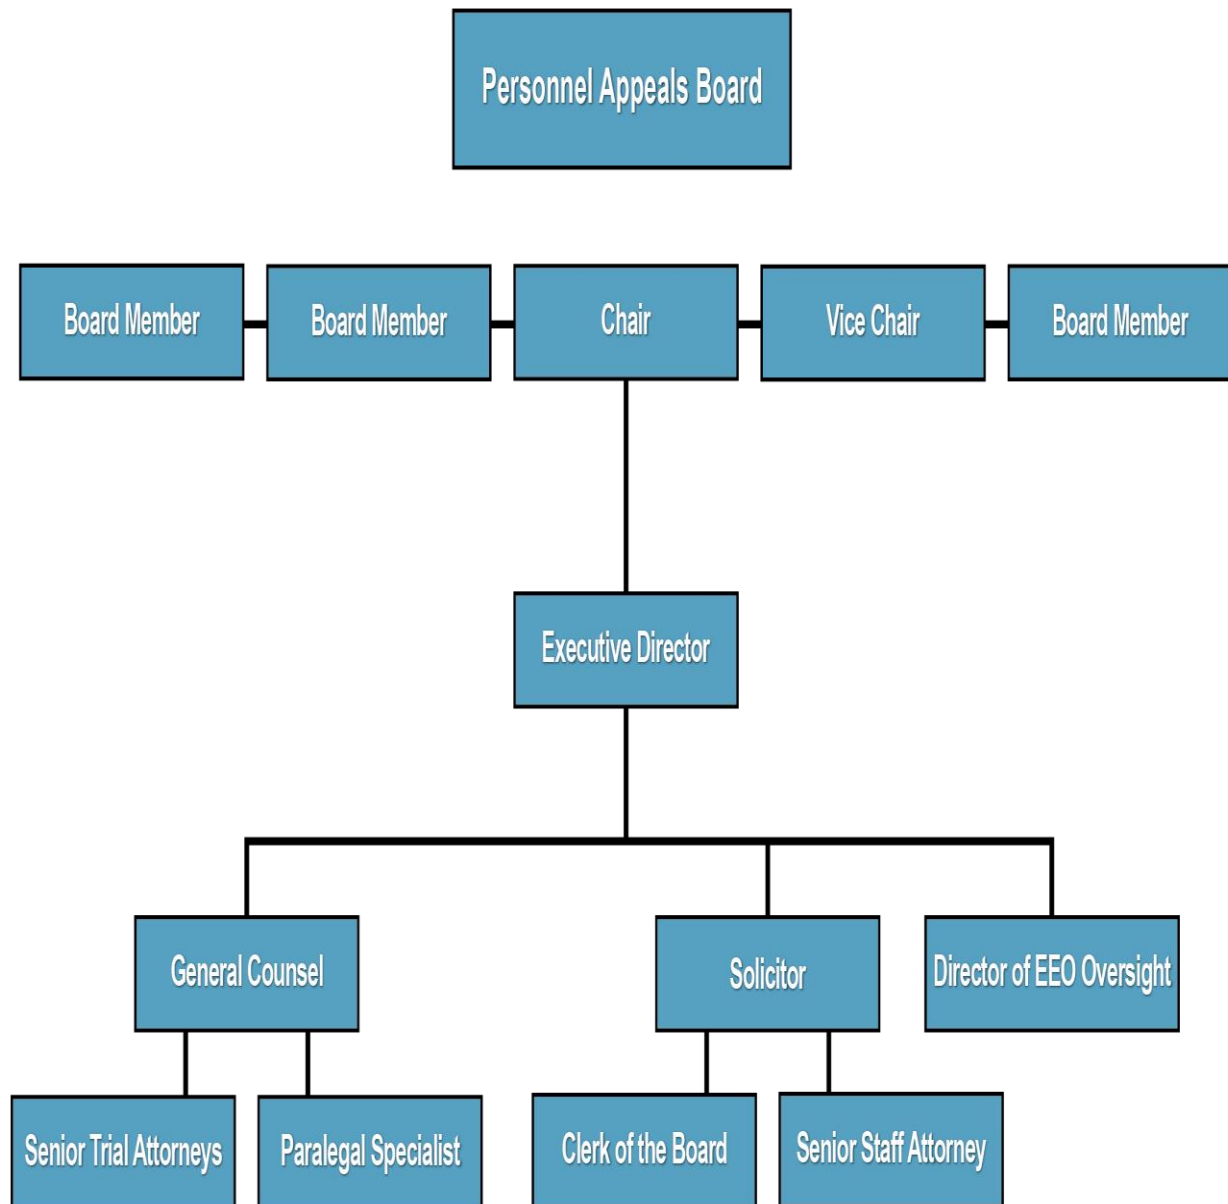 Personnel Appeals Board
Board Member
Board Member
Chair
Vice Chair
Board Member
Executive Director
General Counsel
Solicitor
Director of EEO Oversight
Senior Trial Attorneys
Paralegal Specialist
Clerk of the Board
Senior Staff Attorney